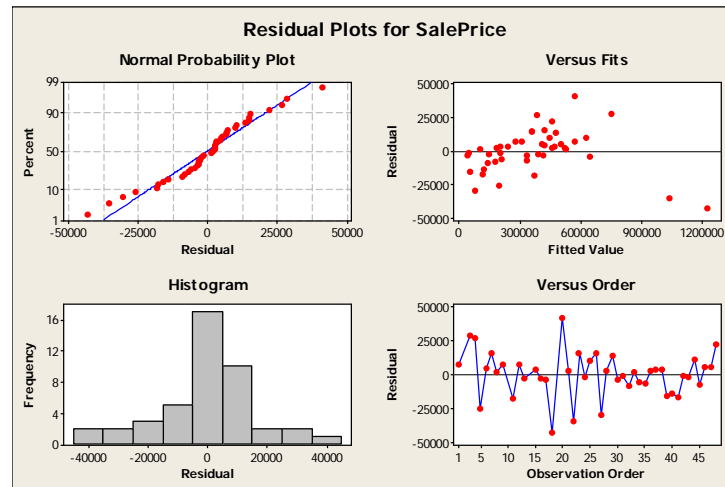 Residual Plots for SalePrice
Normal Probability Plot
99
90
50
10
1
Percent
-50000 -25000 0 25000 50000
Residual
Versus Fits
50000
25000
0
-25000
-50000
Residual
0 300000 600000 900000 1200000
Fitted Value
Histogram
16
12
8
4
0
Frequency
-40000 -20000 0 20000 40000
Residual
Versus Order
50000
25000
0
-25000
-50000
Residual
1 5 10 15 20 25 30 35 40 45
Observation Order